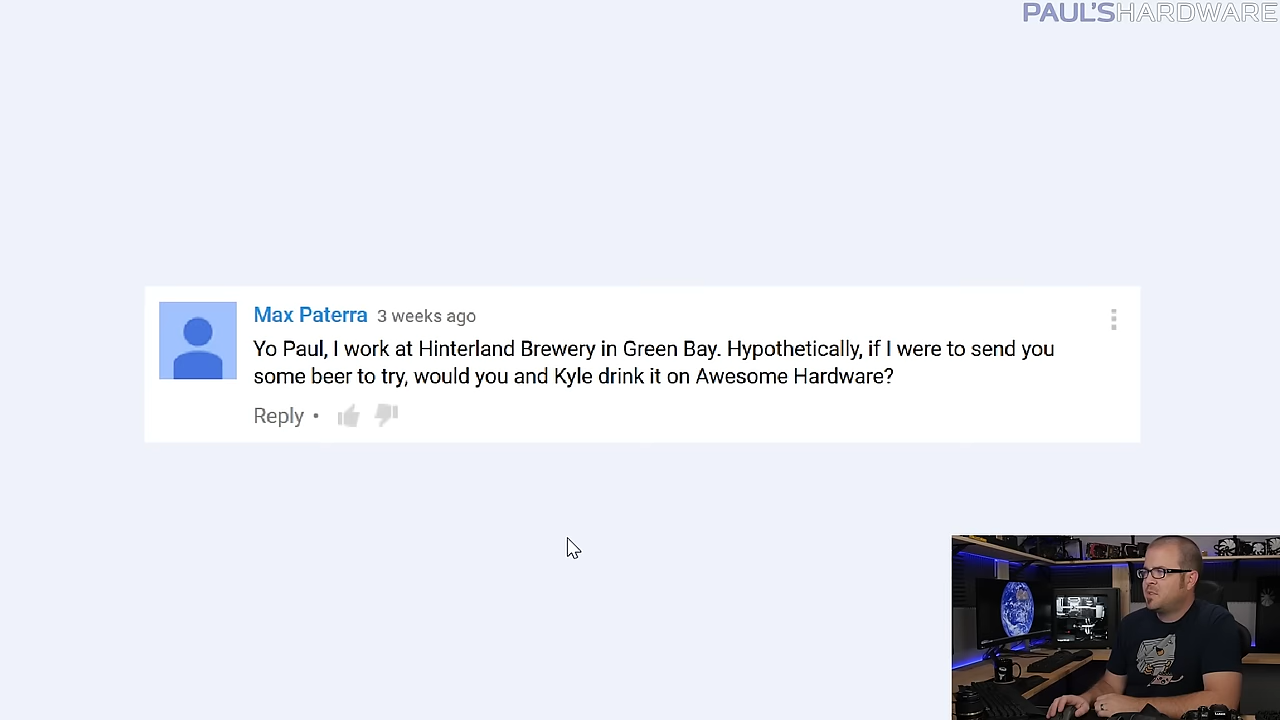 PAUL'SHARDWARE
Max Paterra 3 weeks ago
Yo Paul, I work at Hinterland Brewery in Green Bay. Hypothetically, if I were to send you
some beer to try, would you and Kyle drink it on Awesome Hardware?
Reply •